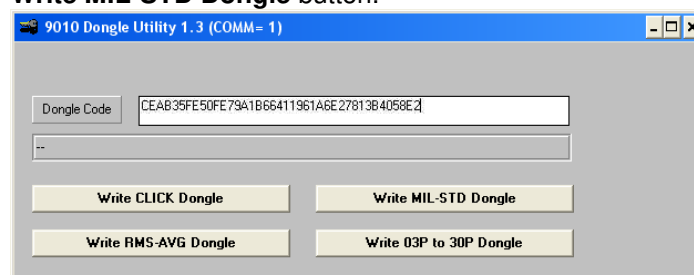 Write MIL-STD Dongle button.
9010 Dongle Utility 1.3 (COMM= 1)
Dongle Code CEAB35FE50FE79A1B66411961A6E27813B4058E2
--
Write CLICK Dongle Write MIL-STD Dongle
Write RMS-AVG Dongle Write 03P to 30P Dongle